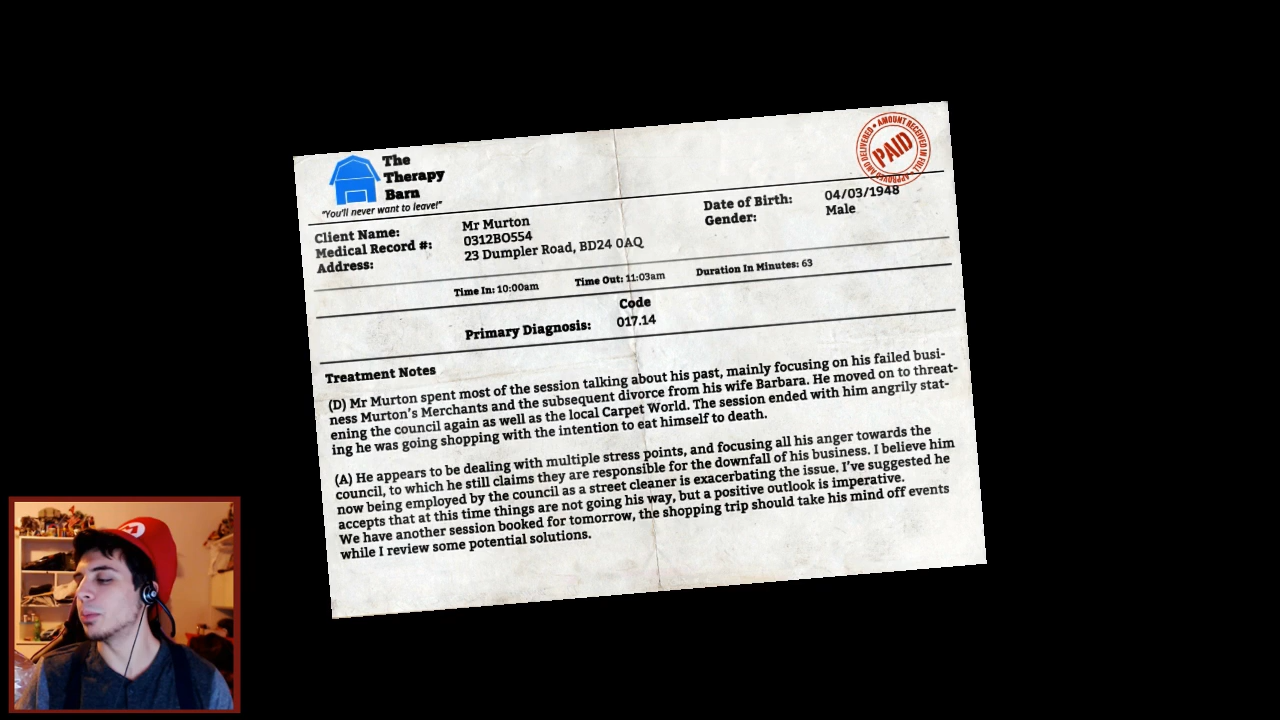 The
Therapy
Barn
"You'll never want to leave!"
AMOUNT RECEIVED IN FULL • APPROVED AND DELIVERED •
PAID
Client Name: Mr Murton
Medical Record #: 0312BO554
Address: 23 Dumpler Road, BD24 0AQ
Date of Birth: 04/03/1948
Gender: Male
Time In: 10:00am Time Out: 11:03am Duration In Minutes: 63
Code
Primary Diagnosis: 017.14
Treatment Notes
(D) Mr Murton spent most of the session talking about his past, mainly focusing on his failed busi-
ness Murton's Merchants and the subsequent divorce from his wife Barbara. He moved on to threat-
ening the council again as well as the local Carpet World. The session ended with him angrily stat-
ing he was going shopping with the intention to eat himself to death.
(A) He appears to be dealing with multiple stress points, and focusing all his anger towards the
council, to which he still claims they are responsible for the downfall of his business. I believe him
now being employed by the council as a street cleaner is exacerbating the issue. I've suggested he
accepts that at this time things are not going his way, but a positive outlook is imperative.
We have another session booked for tomorrow, the shopping trip should take his mind off events
while I review some potential solutions.
M